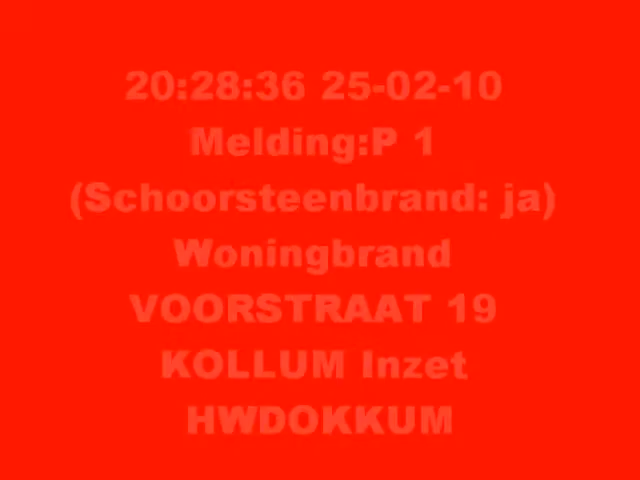 20:28:36 25-02-10
Melding:P 1
(Schoorsteenbrand: ja)
Woningbrand
VOORSTRAAT 19
KOLLUM Inzet
HWDOKKUM